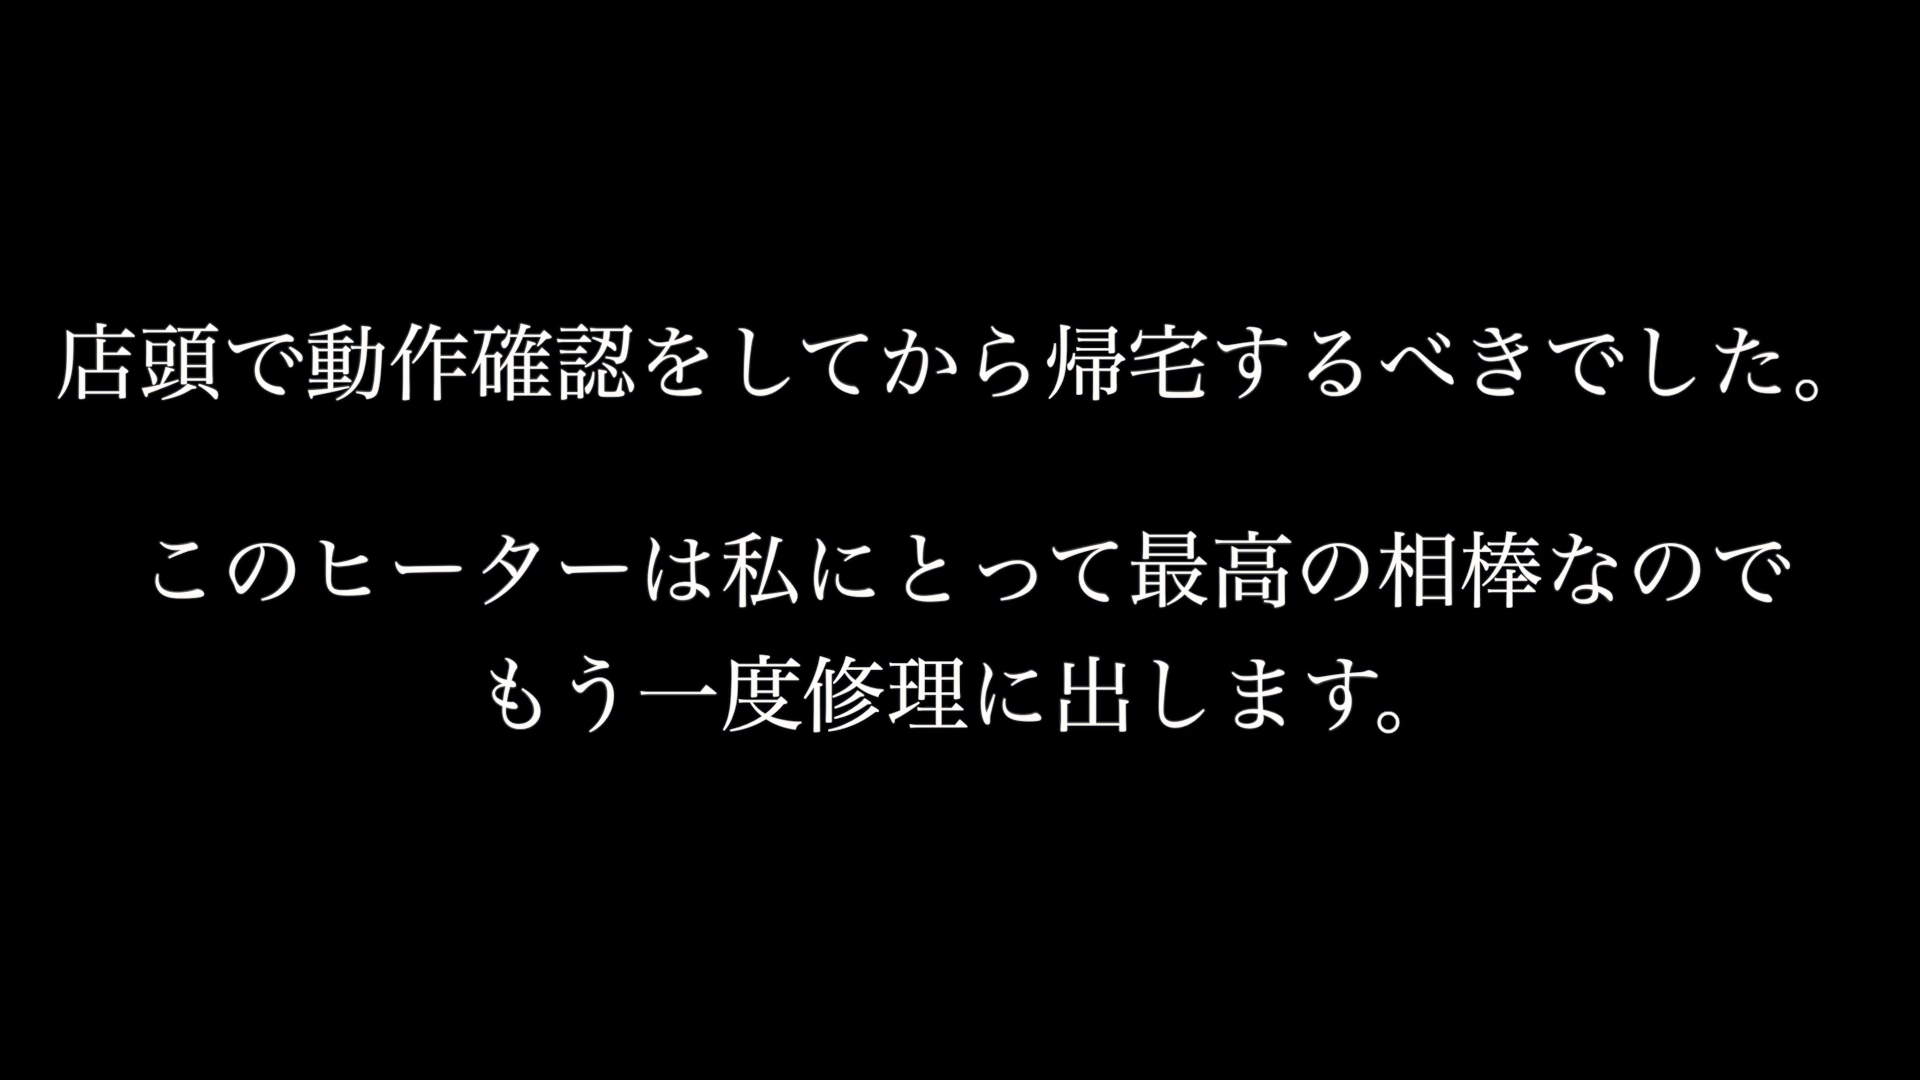 店頭で動作確認をしてから帰宅するべきでした。
このヒーターは私にとって最高の相棒なので
もう一度修理に出します。